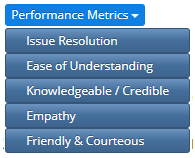 Performance Metrics
Issue Resolution
Ease of Understanding
Knowledgeable / Credible
Empathy
Friendly & Courteous